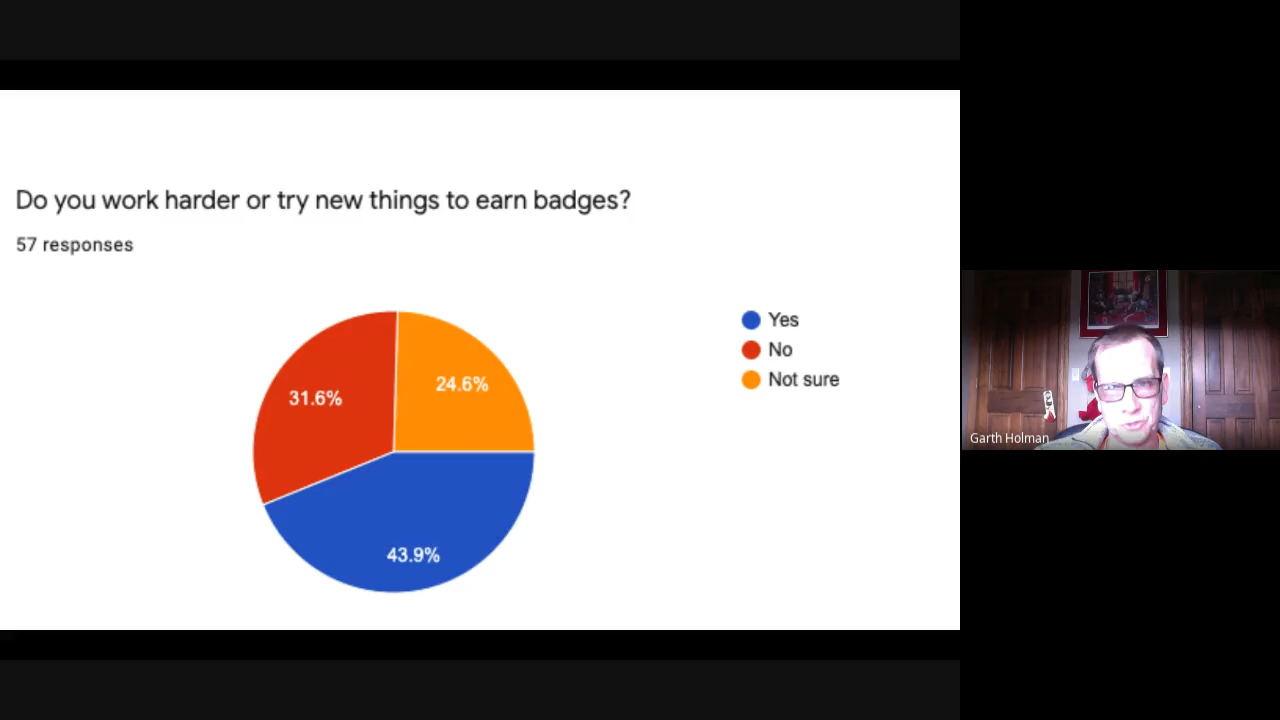 Do you work harder or try new things to earn badges?
57 responses
Yes
No
Not sure
31.6%
24.6%
43.9%
Garth Holman